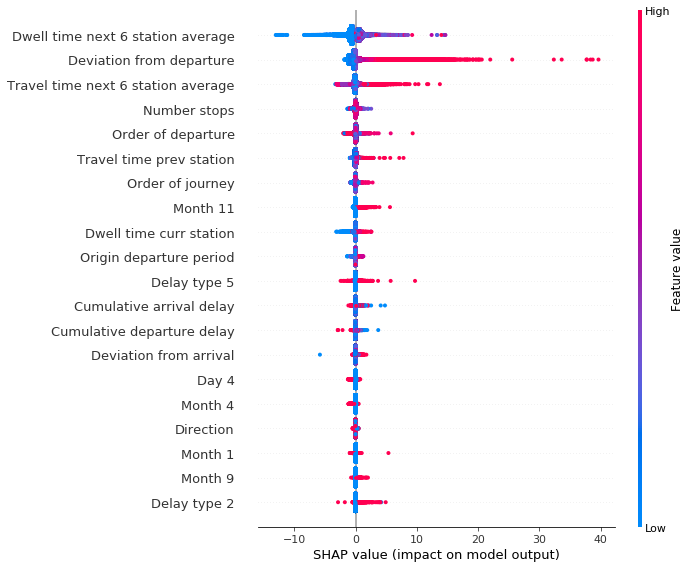 High
Dwell time next 6 station average
Deviation from departure
Travel time next 6 station average
Number stops
Order of departure
Travel time prev station
Order of journey
Month 11
Dwell time curr station
Origin departure period
Delay type 5
Cumulative arrival delay
Cumulative departure delay
Deviation from arrival
Day 4
Month 4
Direction
Month 1
Month 9
Delay type 2
Feature value
Low
−10 0 10 20 30 40
SHAP value (impact on model output)